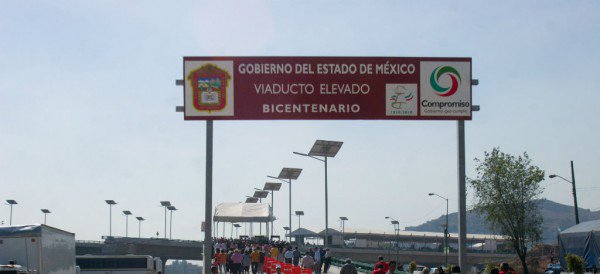 GOBIERNO DEL ESTADO DE MÉXICO
VIADUCTO ELEVADO
BICENTENARIO
Compromiso
Gobierno que cumple